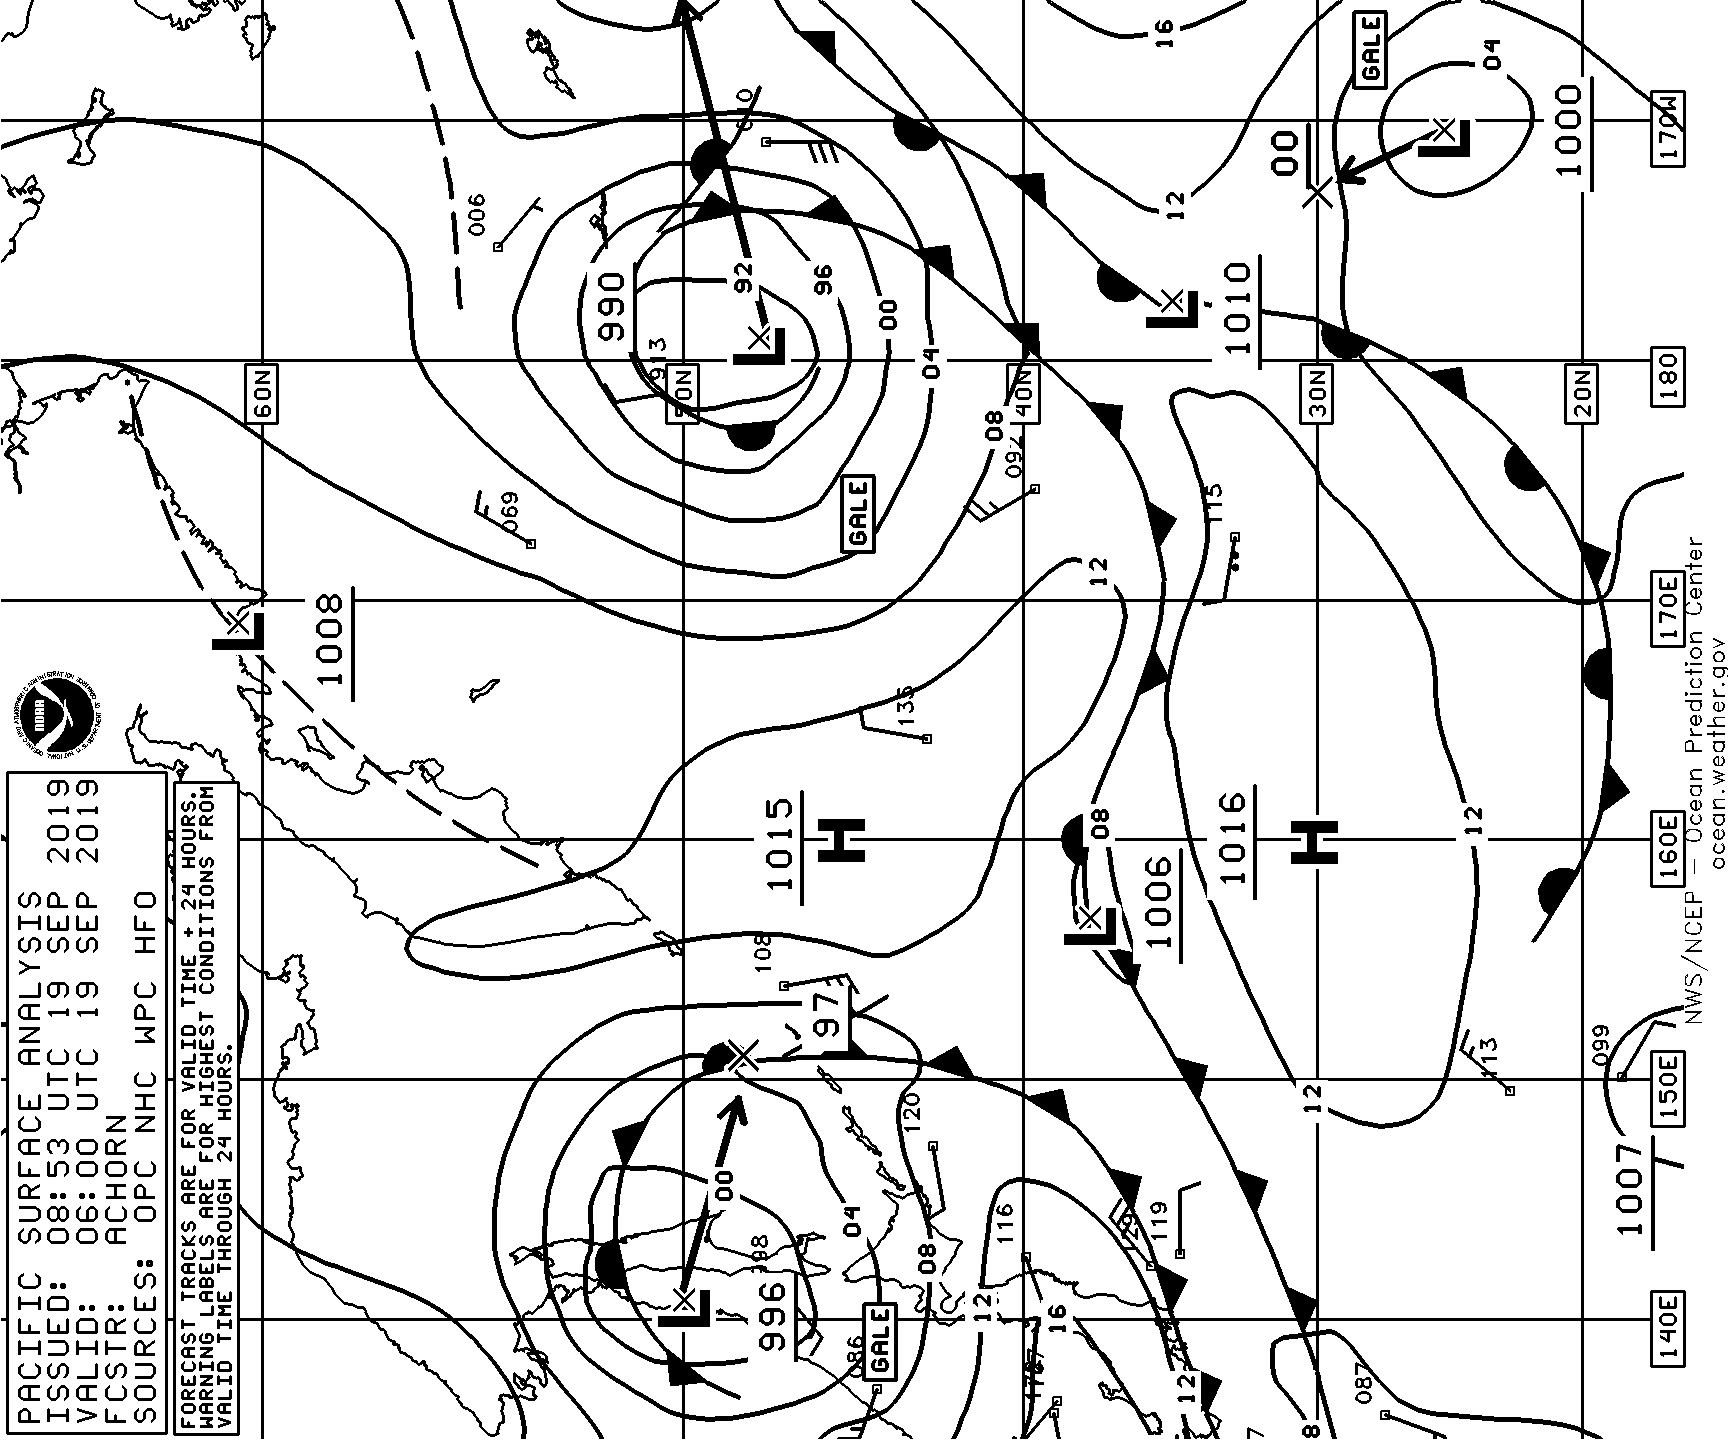 PACIFIC SURFACE ANALYSIS
ISSUED: 08:53 UTC 19 SEP 2019
VALID: 06:00 UTC 19 SEP 2019
FCSTR: ACHORN
SOURCES: OPC NHC WPC HFO
FORECAST TRACKS ARE FOR VALID TIME + 24 HOURS.
WARNING LABELS ARE FOR HIGHEST CONDITIONS FROM
VALID TIME THROUGH 24 HOURS.
NOAA
60N
50N
40N
30N
20N
170W
180
170E
160E
150E
140E
GALE
GALE
GALE
L
1008
L
990
L
1010
L
1000
00
H
1015
H
1016
L
1006
L
996
97
1007
16
04
12
92
96
00
04
08
12
08
12
12
00
04
08
12
16
12
8
006
913
069
092
115
135
108
120
113
099
116
119
086
087
NWS/NCEP – Ocean Prediction Center
ocean.weather.gov